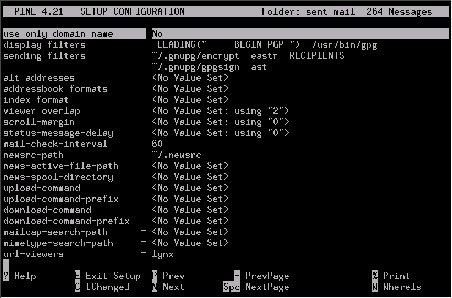 PINE 4.21 SETUP CONFIGURATION Folder: sent mail 264 Messages
use only domain name No
display filters _LEADING("  BEGIN PGP ")_ /usr/bin/gpg
sending filters ~/.gnupg/encrypt  RECIPIENTS
~/.gnupg/gpgsign
alt addresses <No Value Set>
addressbook formats <No Value Set>
index format <No Value Set>
viewer overlap <No Value Set: using "2">
scroll-margin <No Value Set: using "0">
status-message-delay <No Value Set: using "0">
mail-check-interval 60
newsrc-path ~/.newsrc
news-active-file-path <No Value Set>
news-spool-directory <No Value Set>
upload-command <No Value Set>
upload-command-prefix <No Value Set>
download-command <No Value Set>
download-command-prefix <No Value Set>
mailcap-search-path = <No Value Set>
mimetype-search-path = <No Value Set>
url-viewers = lynx
? Help E Exit Setup P Prev - PrevPage % Print
C [Change] N Next Spc NextPage W WhereIs